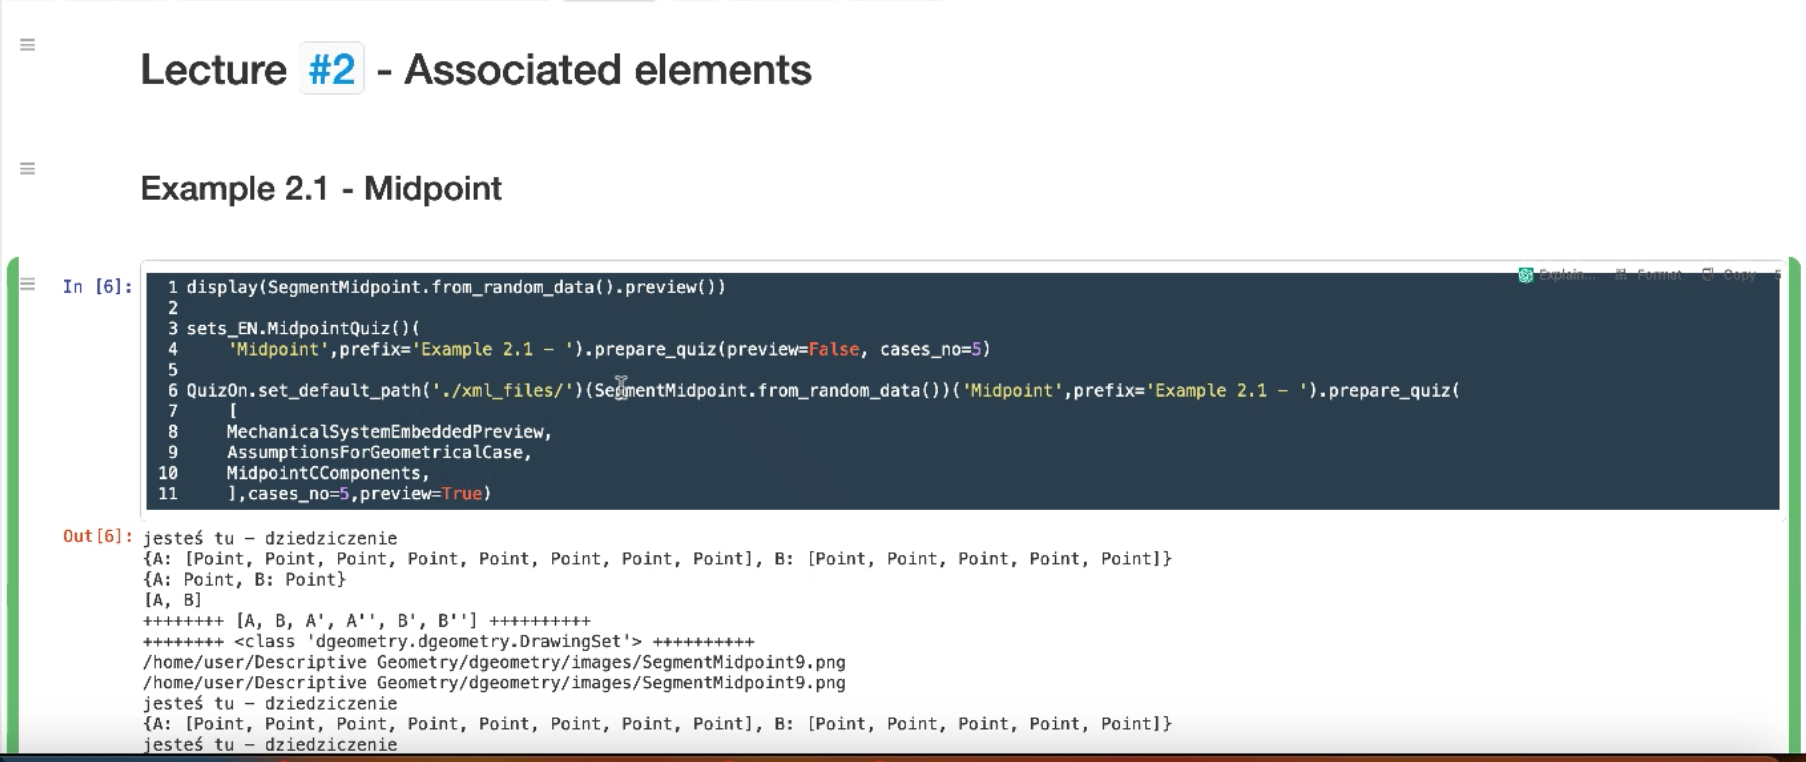 Lecture #2 - Associated elements
Example 2.1 - Midpoint
Explain... Format Copy
In [6]:
1 display(SegmentMidpoint.from_random_data().preview())
2
3 sets_EN.MidpointQuiz()(
4 'Midpoint',prefix='Example 2.1 – ').prepare_quiz(preview=False, cases_no=5)
5
6 QuizOn.set_default_path('./xml_files/')(SegmentMidpoint.from_random_data())('Midpoint',prefix='Example 2.1 – ').prepare_quiz(
7 [
8 MechanicalSystemEmbeddedPreview,
9 AssumptionsForGeometricalCase,
10 MidpointCComponents,
11 ],cases_no=5,preview=True)
Out[6]:
jesteś tu – dziedziczenie
{A: [Point, Point, Point, Point, Point, Point, Point, Point], B: [Point, Point, Point, Point, Point]}
{A: Point, B: Point}
[A, B]
++++++++ [A, B, A', A'', B', B''] ++++++++++
++++++++ <class 'dgeometry.dgeometry.DrawingSet'> ++++++++++
/home/user/Descriptive Geometry/dgeometry/images/SegmentMidpoint9.png
/home/user/Descriptive Geometry/dgeometry/images/SegmentMidpoint9.png
jesteś tu – dziedziczenie
{A: [Point, Point, Point, Point, Point, Point, Point, Point], B: [Point, Point, Point, Point, Point]}
jesteś tu – dziedziczenie